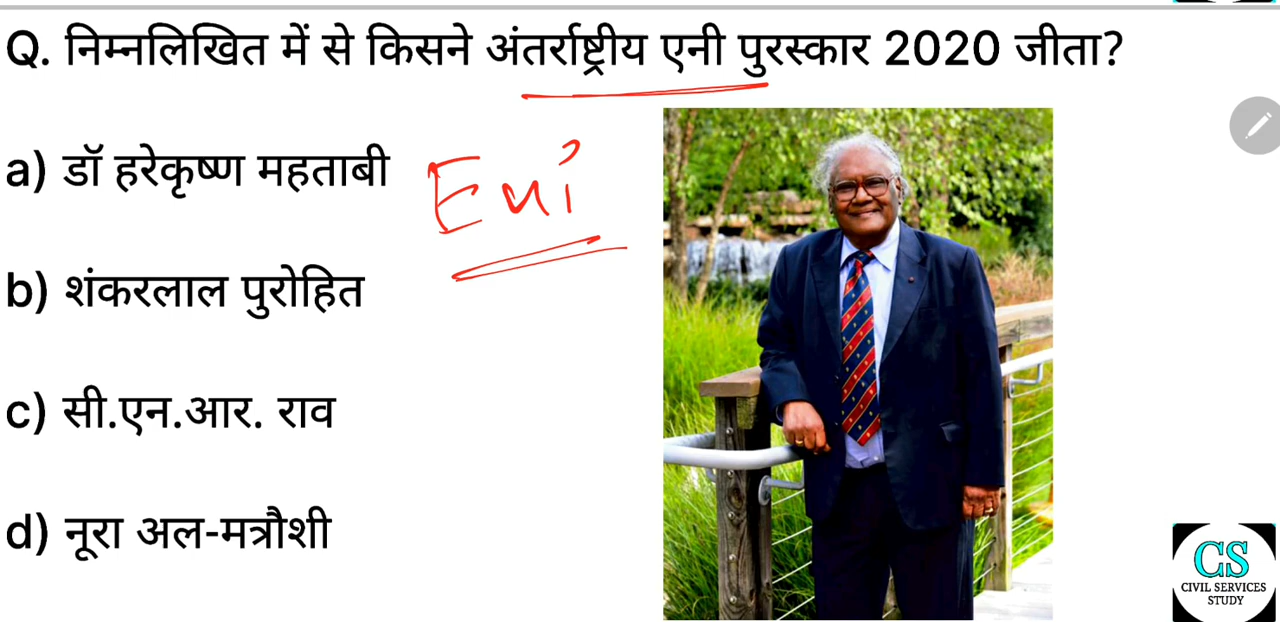 Q. निम्नलिखित में से किसने अंतर्राष्ट्रीय एनी पुरस्कार 2020 जीता?
a) डॉ हरेकृष्ण महताबी
Eni
b) शंकरलाल पुरोहित
c) सी.एन.आर. राव
d) नूरा अल-मत्रौशी
CS
CIVIL SERVICES
STUDY